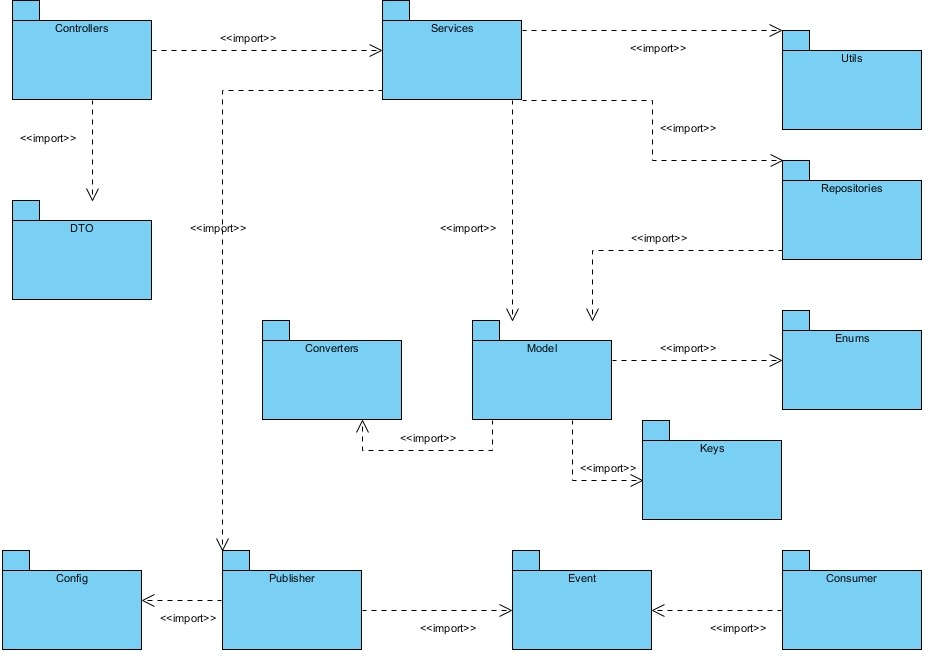 Controllers
<<import>>
Services
<<import>>
Utils
<<import>>
<<import>>
Repositories
DTO
<<import>>
<<import>>
<<import>>
Converters
Model
<<import>>
Enums
<<import>>
<<import>>
Keys
Config
<<import>>
Publisher
<<import>>
Event
<<import>>
Consumer